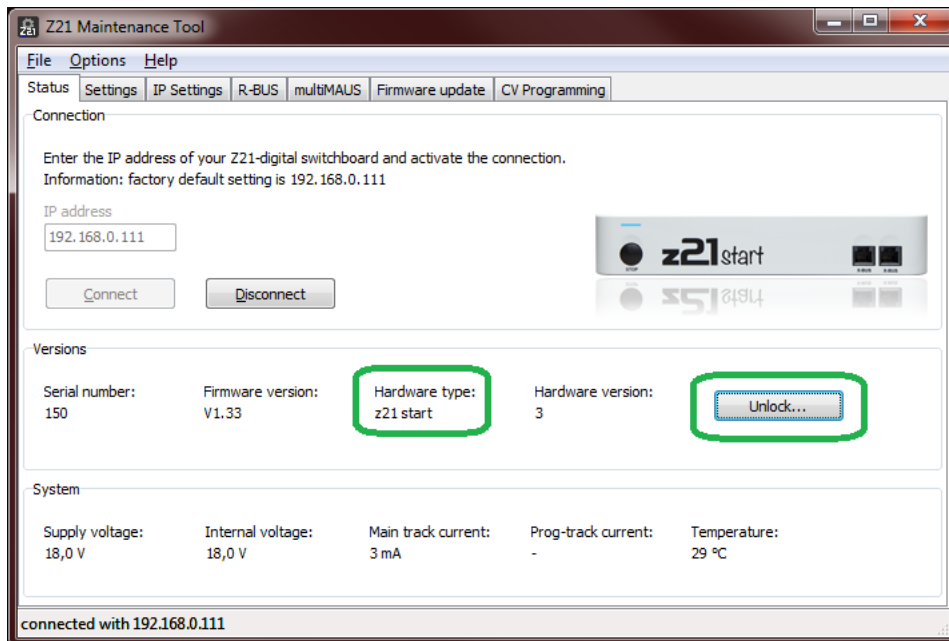 Z21 Maintenance Tool
File Options Help
Status Settings IP Settings R-BUS multiMAUS Firmware update CV Programming
Connection
Enter the IP address of your Z21-digital switchboard and activate the connection.
Information: factory default setting is 192.168.0.111
IP address
192.168.0.111
Connect Disconnect
z21start
STOP R-BUS R-BUS
Versions
Serial number: Firmware version: Hardware type: Hardware version:
150 V1.33 z21 start 3
Unlock...
System
Supply voltage: Internal voltage: Main track current: Prog-track current: Temperature:
18,0 V 18,0 V 3 mA - 29 °C
connected with 192.168.0.111